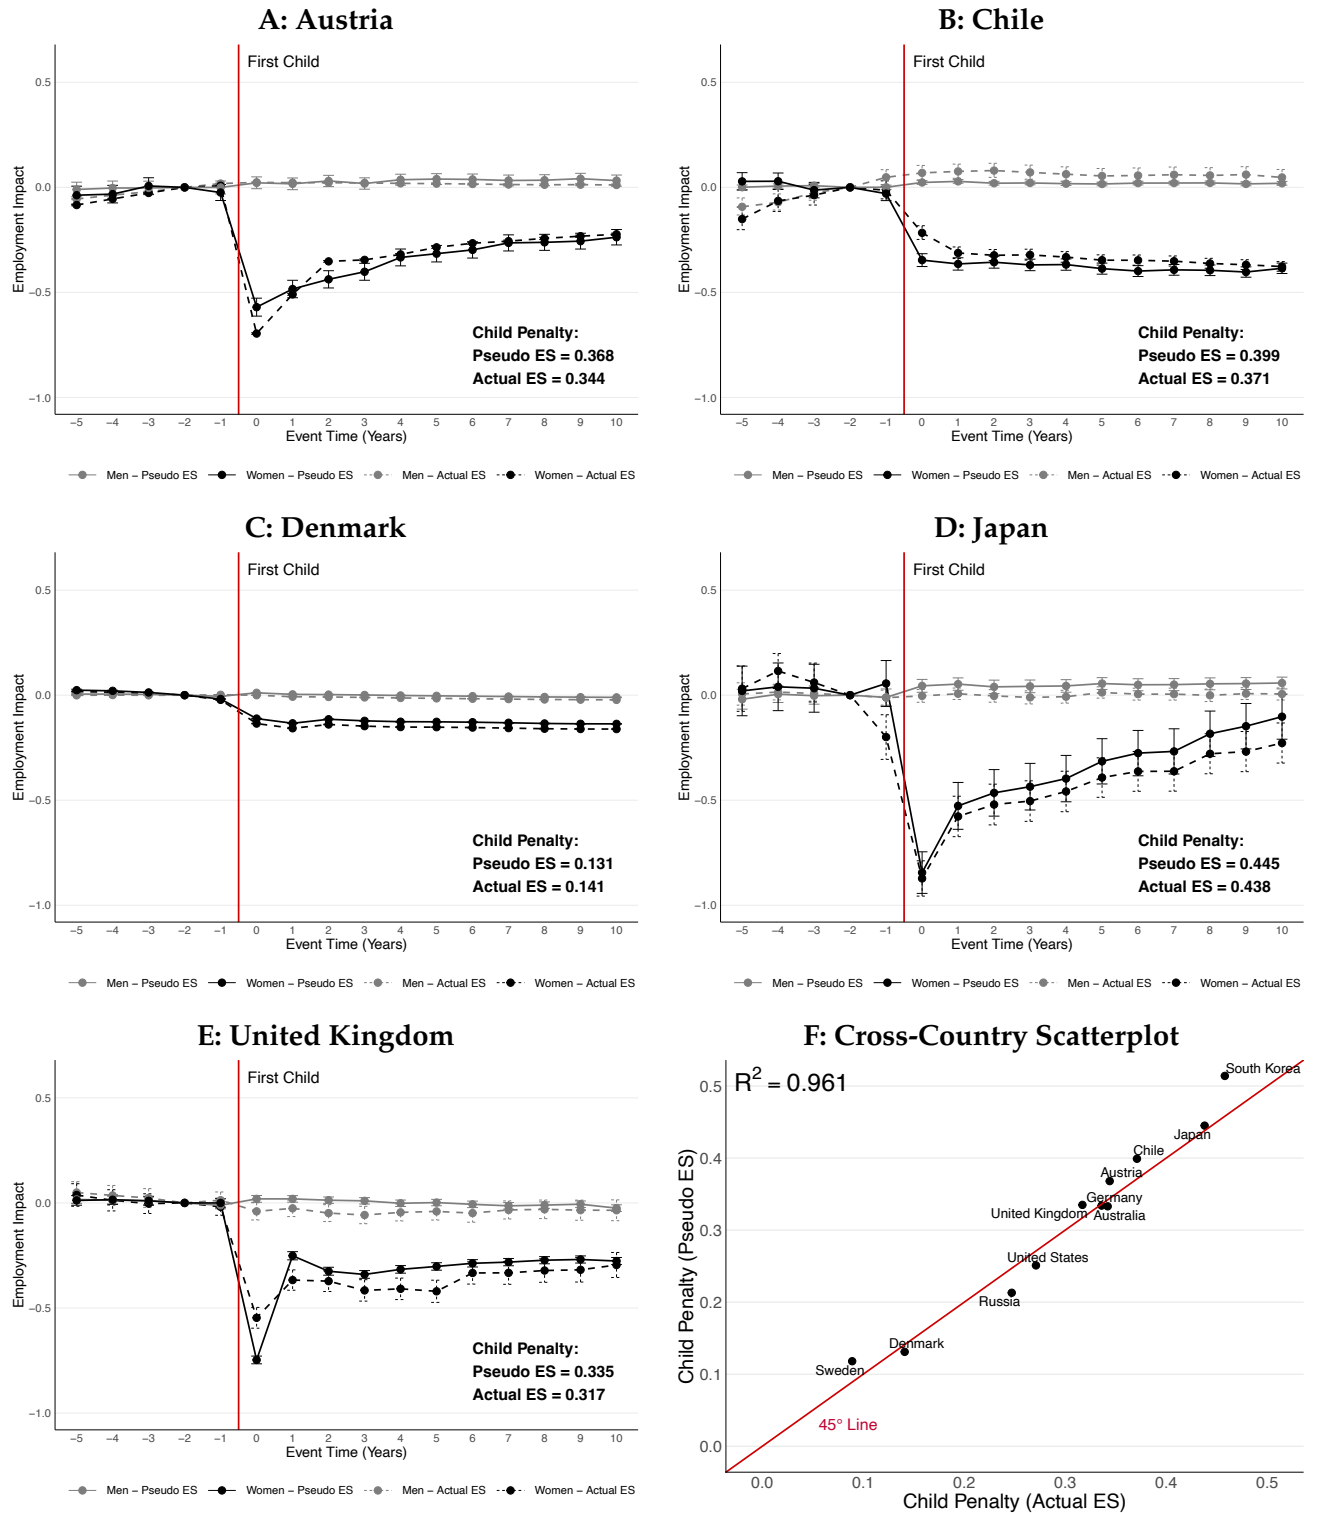 A: Austria
First Child
Employment Impact
0.5
0.0
−0.5
−1.0
Child Penalty:
Pseudo ES = 0.368
Actual ES = 0.344
−5 −4 −3 −2 −1 0 1 2 3 4 5 6 7 8 9 10
Event Time (Years)
Men − Pseudo ES Women − Pseudo ES Men − Actual ES Women − Actual ES
B: Chile
First Child
Employment Impact
0.5
0.0
−0.5
−1.0
Child Penalty:
Pseudo ES = 0.399
Actual ES = 0.371
−5 −4 −3 −2 −1 0 1 2 3 4 5 6 7 8 9 10
Event Time (Years)
Men − Pseudo ES Women − Pseudo ES Men − Actual ES Women − Actual ES
C: Denmark
First Child
Employment Impact
0.5
0.0
−0.5
−1.0
Child Penalty:
Pseudo ES = 0.131
Actual ES = 0.141
−5 −4 −3 −2 −1 0 1 2 3 4 5 6 7 8 9 10
Event Time (Years)
Men − Pseudo ES Women − Pseudo ES Men − Actual ES Women − Actual ES
D: Japan
First Child
Employment Impact
0.5
0.0
−0.5
−1.0
Child Penalty:
Pseudo ES = 0.445
Actual ES = 0.438
−5 −4 −3 −2 −1 0 1 2 3 4 5 6 7 8 9 10
Event Time (Years)
Men − Pseudo ES Women − Pseudo ES Men − Actual ES Women − Actual ES
E: United Kingdom
First Child
Employment Impact
0.5
0.0
−0.5
−1.0
Child Penalty:
Pseudo ES = 0.335
Actual ES = 0.317
−5 −4 −3 −2 −1 0 1 2 3 4 5 6 7 8 9 10
Event Time (Years)
Men − Pseudo ES Women − Pseudo ES Men − Actual ES Women − Actual ES
F: Cross-Country Scatterplot
R² = 0.961
Child Penalty (Pseudo ES)
0.5
0.4
0.3
0.2
0.1
0.0
South Korea
Japan
Chile
Austria
Germany
United Kingdom
Australia
United States
Russia
Denmark
Sweden
45° Line
0.0 0.1 0.2 0.3 0.4 0.5
Child Penalty (Actual ES)